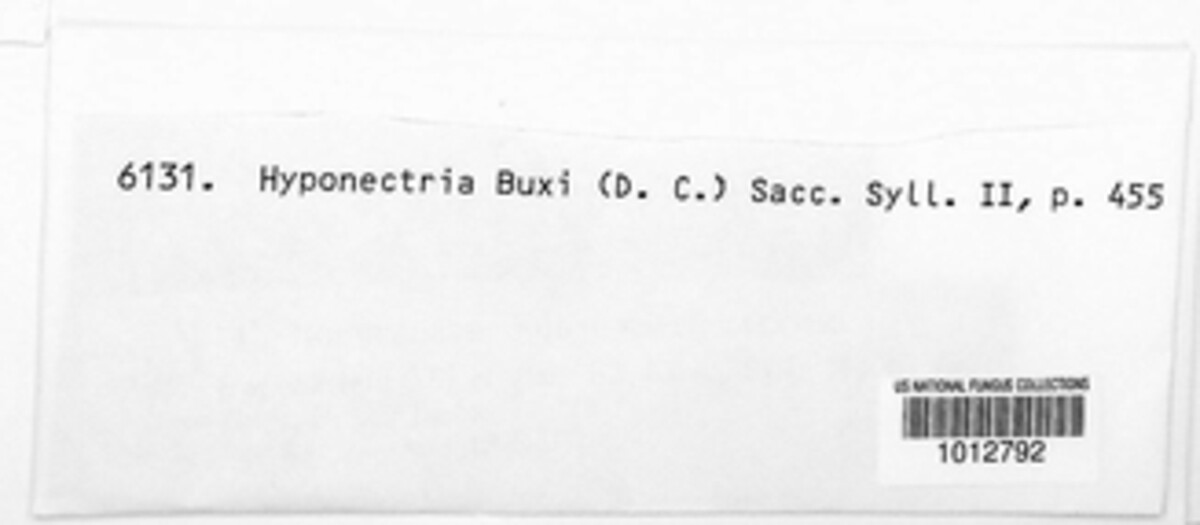 6131. Hyponectria Buxi (D. C.) Sacc. Syll. II, p. 455
US NATIONAL FUNGUS COLLECTIONS
1012792